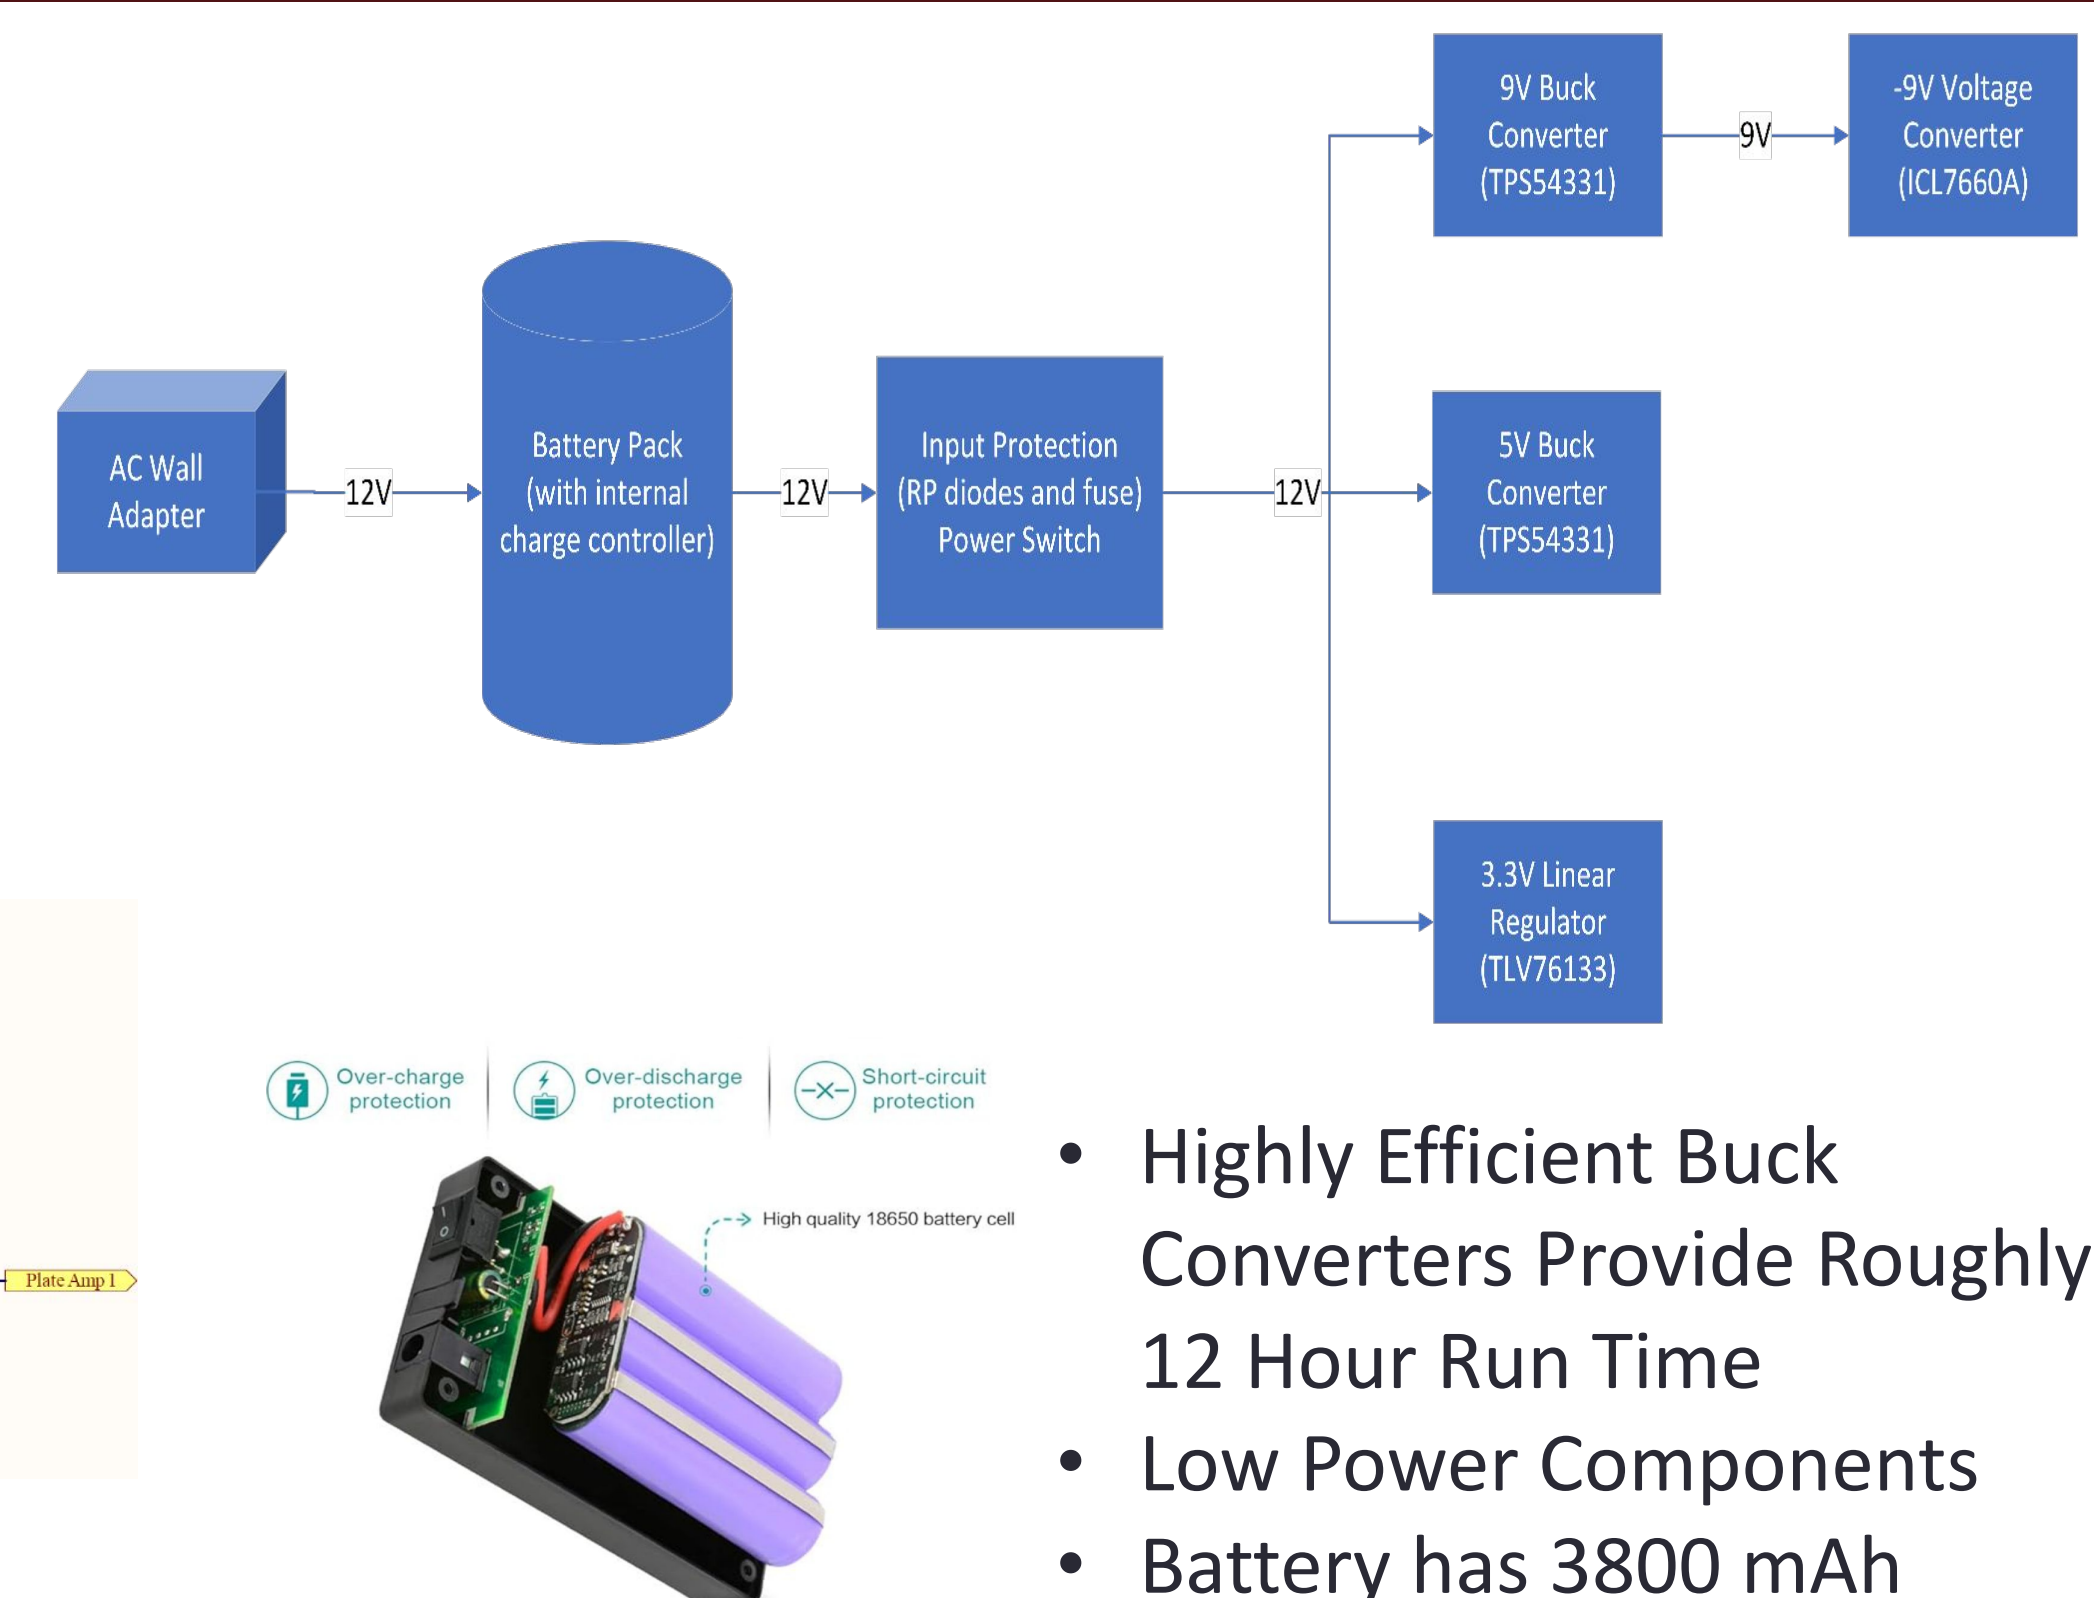 9V Buck
Converter
(TPS54331)
9V
-9V Voltage
Converter
(ICL7660A)
AC Wall
Adapter
12V
Battery Pack
(with internal
charge controller)
12V
Input Protection
(RP diodes and fuse)
Power Switch
12V
5V Buck
Converter
(TPS54331)
3.3V Linear
Regulator
(TLV76133)
Over-charge
protection
Over-discharge
protection
Short-circuit
protection
High quality 18650 battery cell
Plate Amp 1
• Highly Efficient Buck
Converters Provide Roughly
12 Hour Run Time
• Low Power Components
• Battery has 3800 mAh